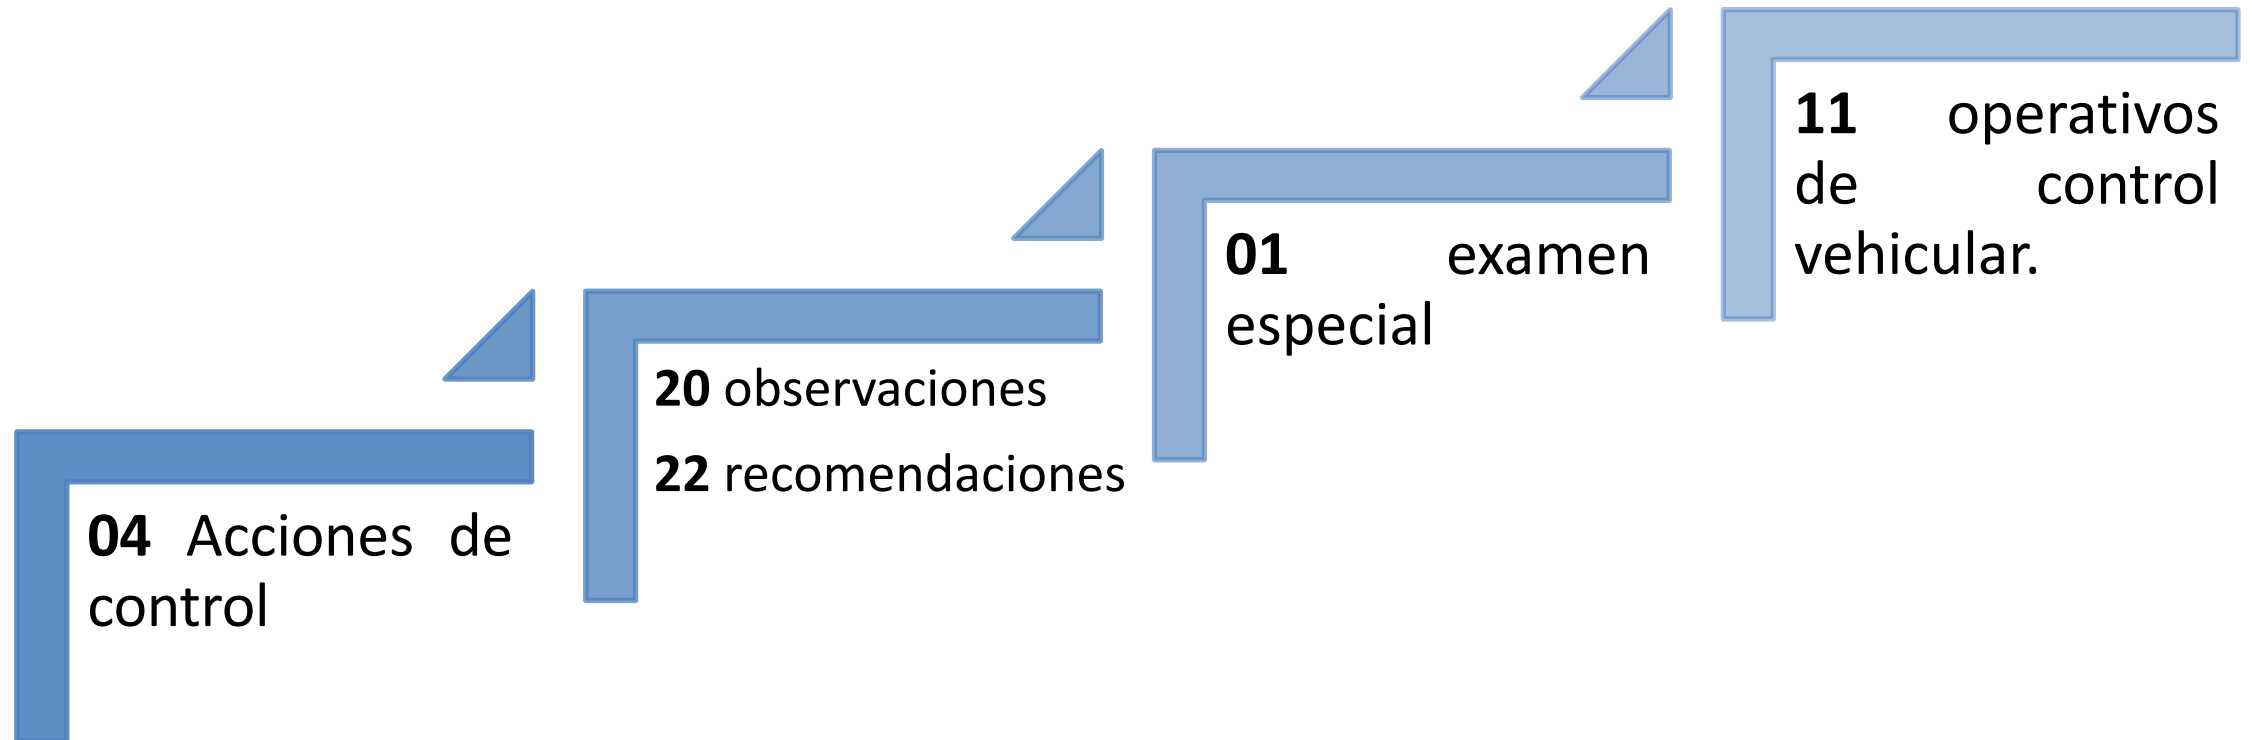 04 Acciones de
control
20 observaciones
22 recomendaciones
01 examen
especial
11 operativos
de control
vehicular.